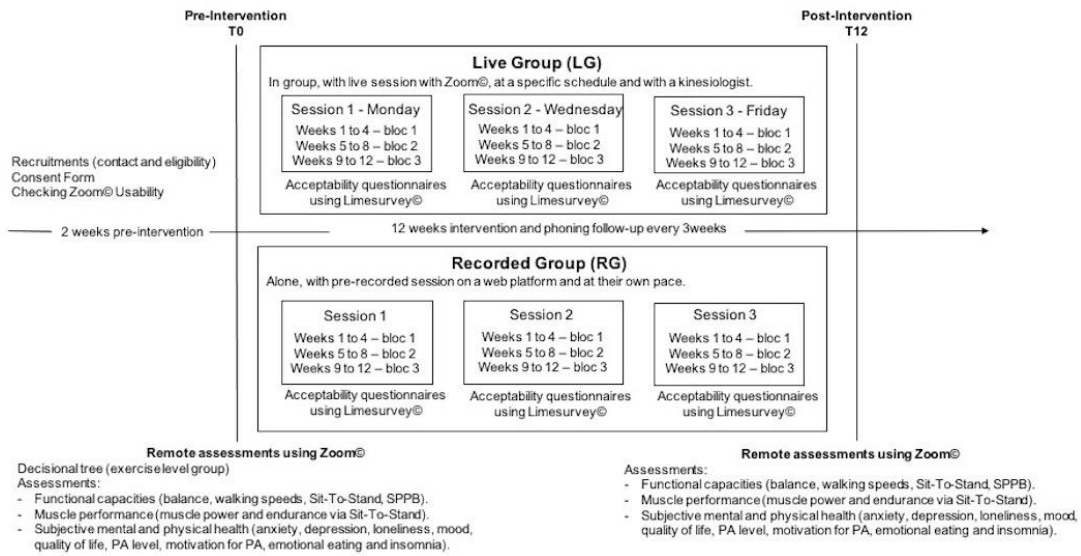 Pre-Intervention
T0
Post-Intervention
T12
Live Group (LG)
In group, with live session with Zoom©, at a specific schedule and with a kinesiologist.
Session 1 - Monday
Weeks 1 to 4 – bloc 1
Weeks 5 to 8 – bloc 2
Weeks 9 to 12 – bloc 3
Acceptability questionnaires
using Limesurvey©
Session 2 - Wednesday
Weeks 1 to 4 – bloc 1
Weeks 5 to 8 – bloc 2
Weeks 9 to 12 – bloc 3
Acceptability questionnaires
using Limesurvey©
Session 3 - Friday
Weeks 1 to 4 – bloc 1
Weeks 5 to 8 – bloc 2
Weeks 9 to 12 – bloc 3
Acceptability questionnaires
using Limesurvey©
Recruitments (contact and eligibility)
Consent Form
Checking Zoom© Usability
2 weeks pre-intervention
12 weeks intervention and phoning follow-up every 3weeks
Recorded Group (RG)
Alone, with pre-recorded session on a web platform and at their own pace.
Session 1
Weeks 1 to 4 – bloc 1
Weeks 5 to 8 – bloc 2
Weeks 9 to 12 – bloc 3
Acceptability questionnaires
using Limesurvey©
Session 2
Weeks 1 to 4 – bloc 1
Weeks 5 to 8 – bloc 2
Weeks 9 to 12 – bloc 3
Acceptability questionnaires
using Limesurvey©
Session 3
Weeks 1 to 4 – bloc 1
Weeks 5 to 8 – bloc 2
Weeks 9 to 12 – bloc 3
Acceptability questionnaires
using Limesurvey©
Remote assessments using Zoom©
Decisional tree (exercise level group)
Assessments:
- Functional capacities (balance, walking speeds, Sit-To-Stand, SPPB).
- Muscle performance (muscle power and endurance via Sit-To-Stand).
- Subjective mental and physical health (anxiety, depression, loneliness, mood,
quality of life, PA level, motivation for PA, emotional eating and insomnia).
Remote assessments using Zoom©
Assessments:
- Functional capacities (balance, walking speeds, Sit-To-Stand, SPPB).
- Muscle performance (muscle power and endurance via Sit-To-Stand).
- Subjective mental and physical health (anxiety, depression, loneliness, mood,
quality of life, PA level, motivation for PA, emotional eating and insomnia).